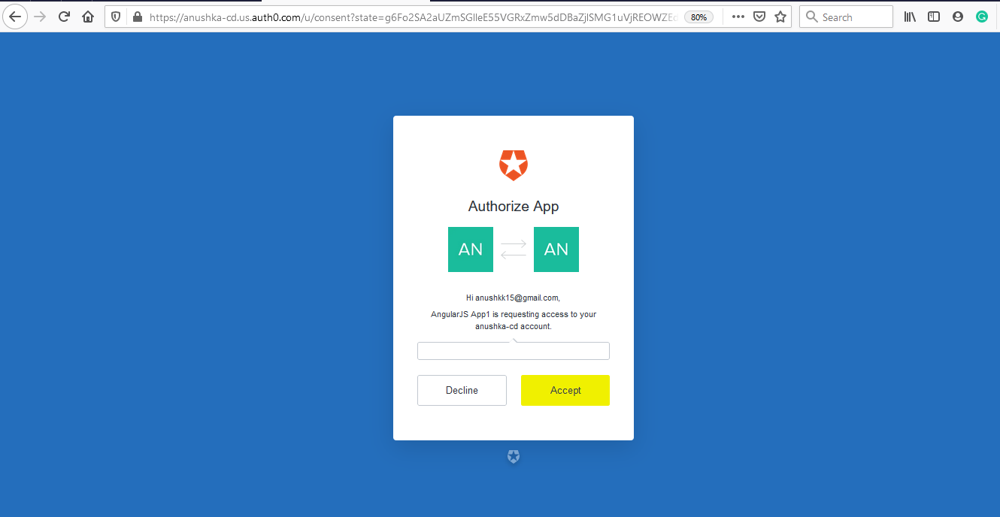 https://anushka-cd.us.auth0.com/u/consent?state=g6Fo2SA2aUZmSGlleE55VGRxZmw5dDBaZjlSMG1uVjREOWZEd
80%
Search
Authorize App
AN AN
Hi anushkk15@gmail.com,
AngularJS App1 is requesting access to your
anushka-cd account.
Decline Accept